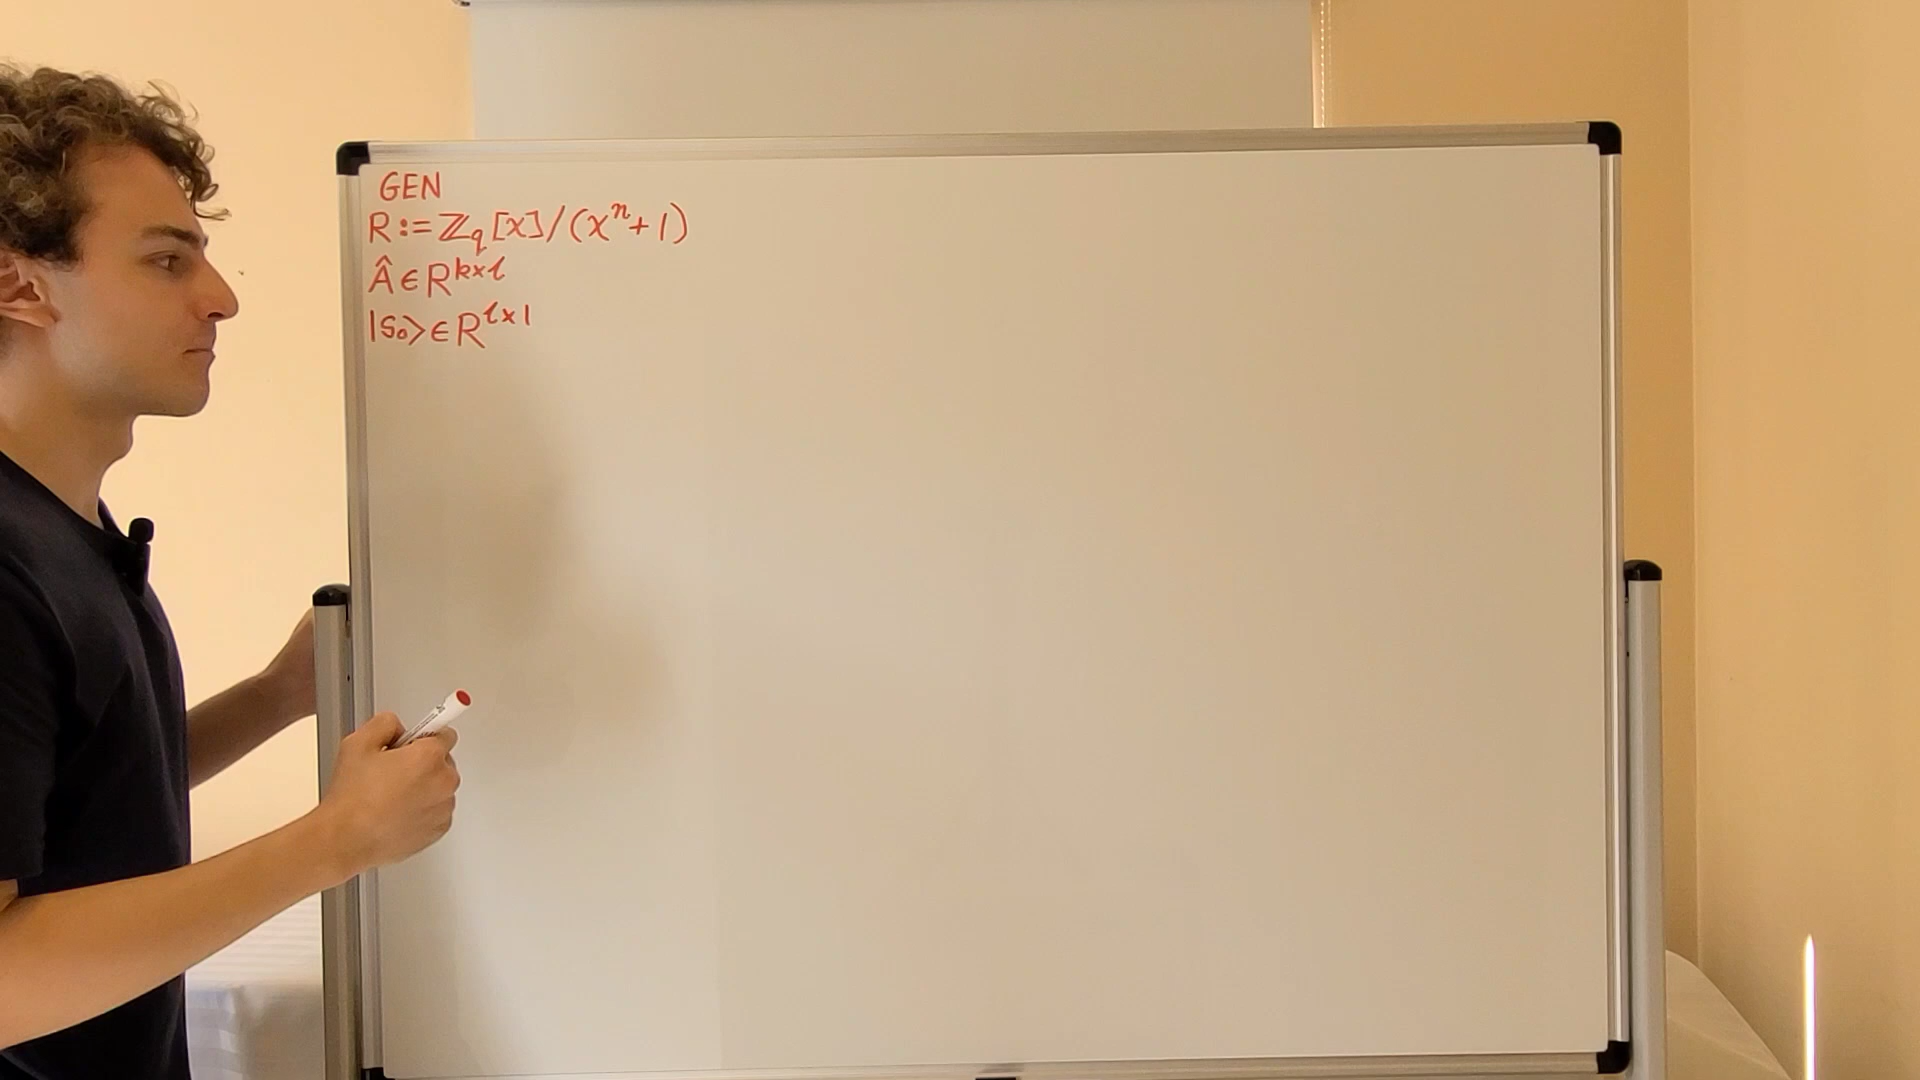 GEN
R := ℤq[x]/(xⁿ+1)
Â ∈ R^{k×l}
|s₀⟩ ∈ R^{l×1}